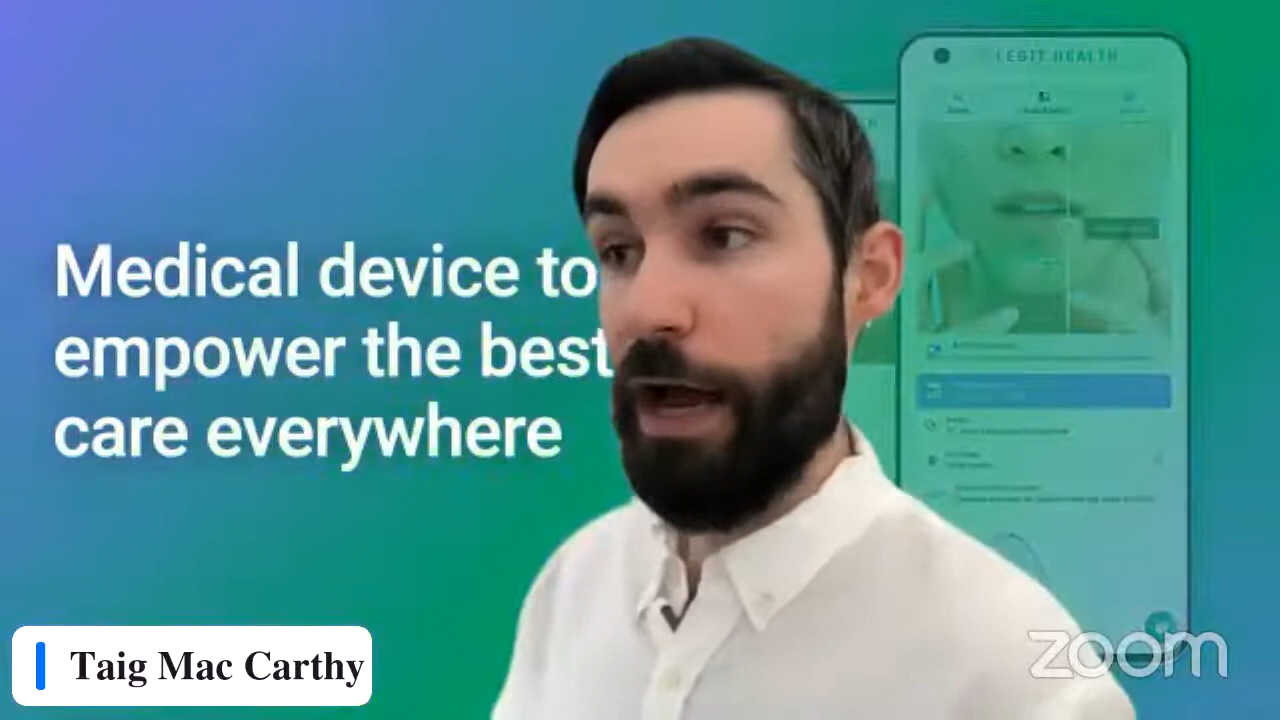 LEGIT.HEALTH
Medical device to
empower the best
care everywhere
Taig Mac Carthy
zoom